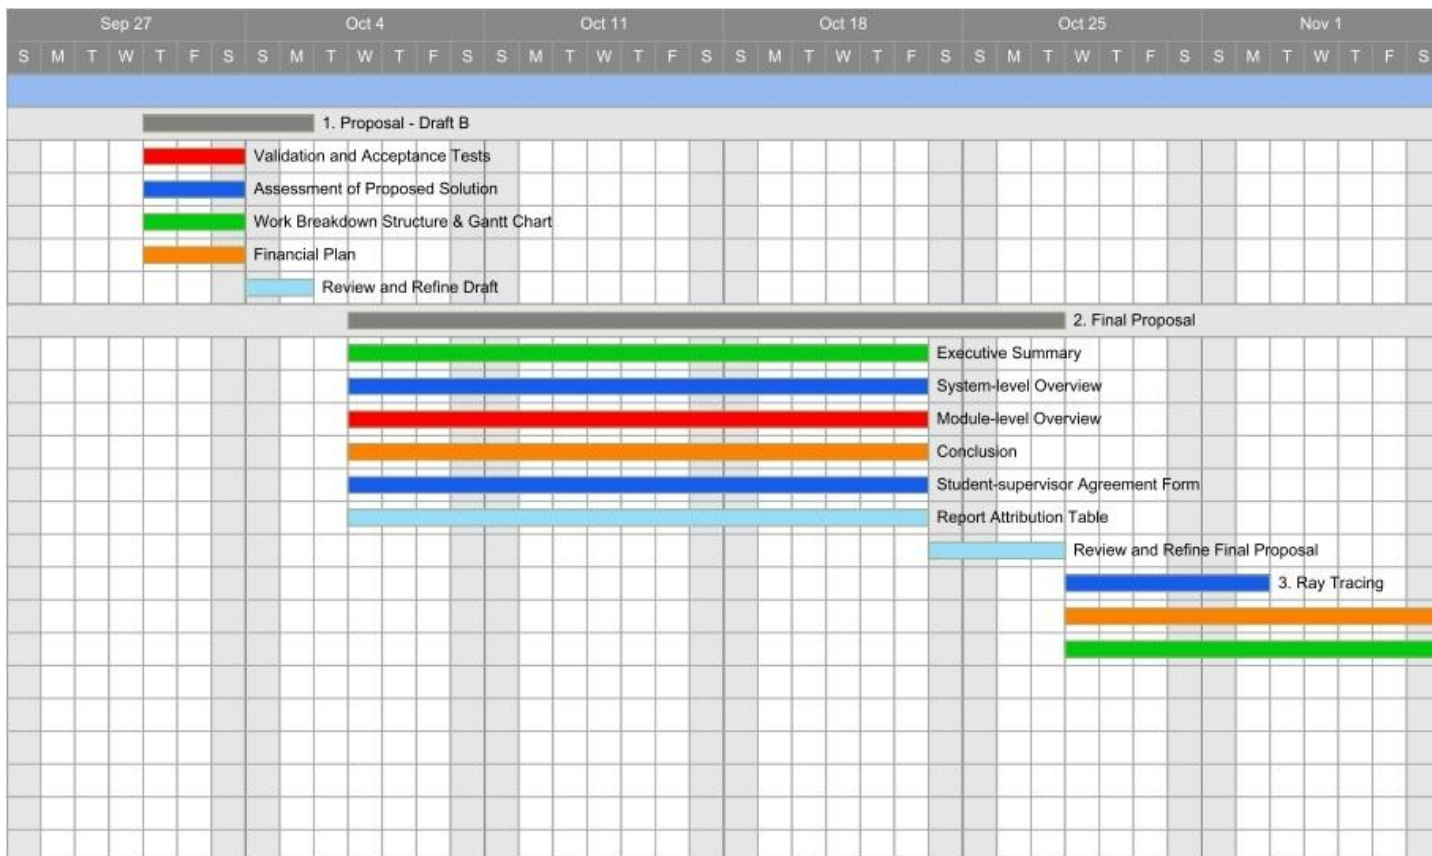 Sep 27 Oct 4 Oct 11 Oct 18 Oct 25 Nov 1
S M T W T F S S M T W T F S S M T W T F S S M T W T F S S M T W T F S S M T W T F S
1. Proposal - Draft B
Validation and Acceptance Tests
Assessment of Proposed Solution
Work Breakdown Structure & Gantt Chart
Financial Plan
Review and Refine Draft
2. Final Proposal
Executive Summary
System-level Overview
Module-level Overview
Conclusion
Student-supervisor Agreement Form
Report Attribution Table
Review and Refine Final Proposal
3. Ray Tracing